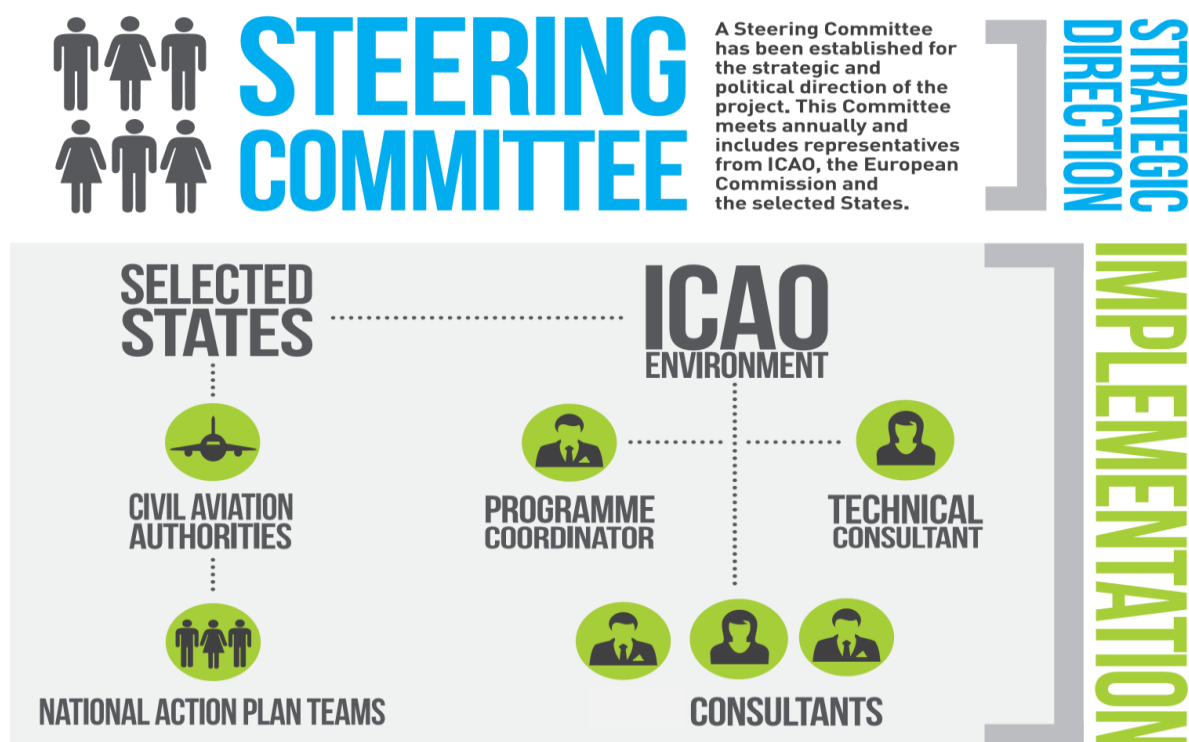 STEERING
COMMITTEE
A Steering Committee
has been established for
the strategic and
political direction of the
project. This Committee
meets annually and
includes representatives
from ICAO, the European
Commission and
the selected States.
STRATEGIC
DIRECTION
SELECTED
STATES
ICAO
ENVIRONMENT
CIVIL AVIATION
AUTHORITIES
PROGRAMME
COORDINATOR
TECHNICAL
CONSULTANT
NATIONAL ACTION PLAN TEAMS
CONSULTANTS
IMPLEMENTATION